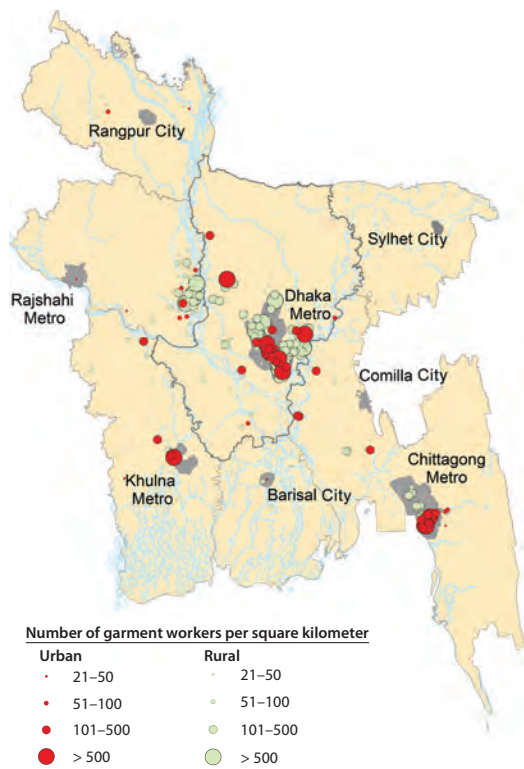 Rangpur City
Sylhet City
Rajshahi
Metro
Dhaka
Metro
Comilla City
Chittagong
Metro
Khulna
Metro
Barisal City
Number of garment workers per square kilometer
Urban
Rural
21–50
21–50
51–100
51–100
101–500
101–500
> 500
> 500